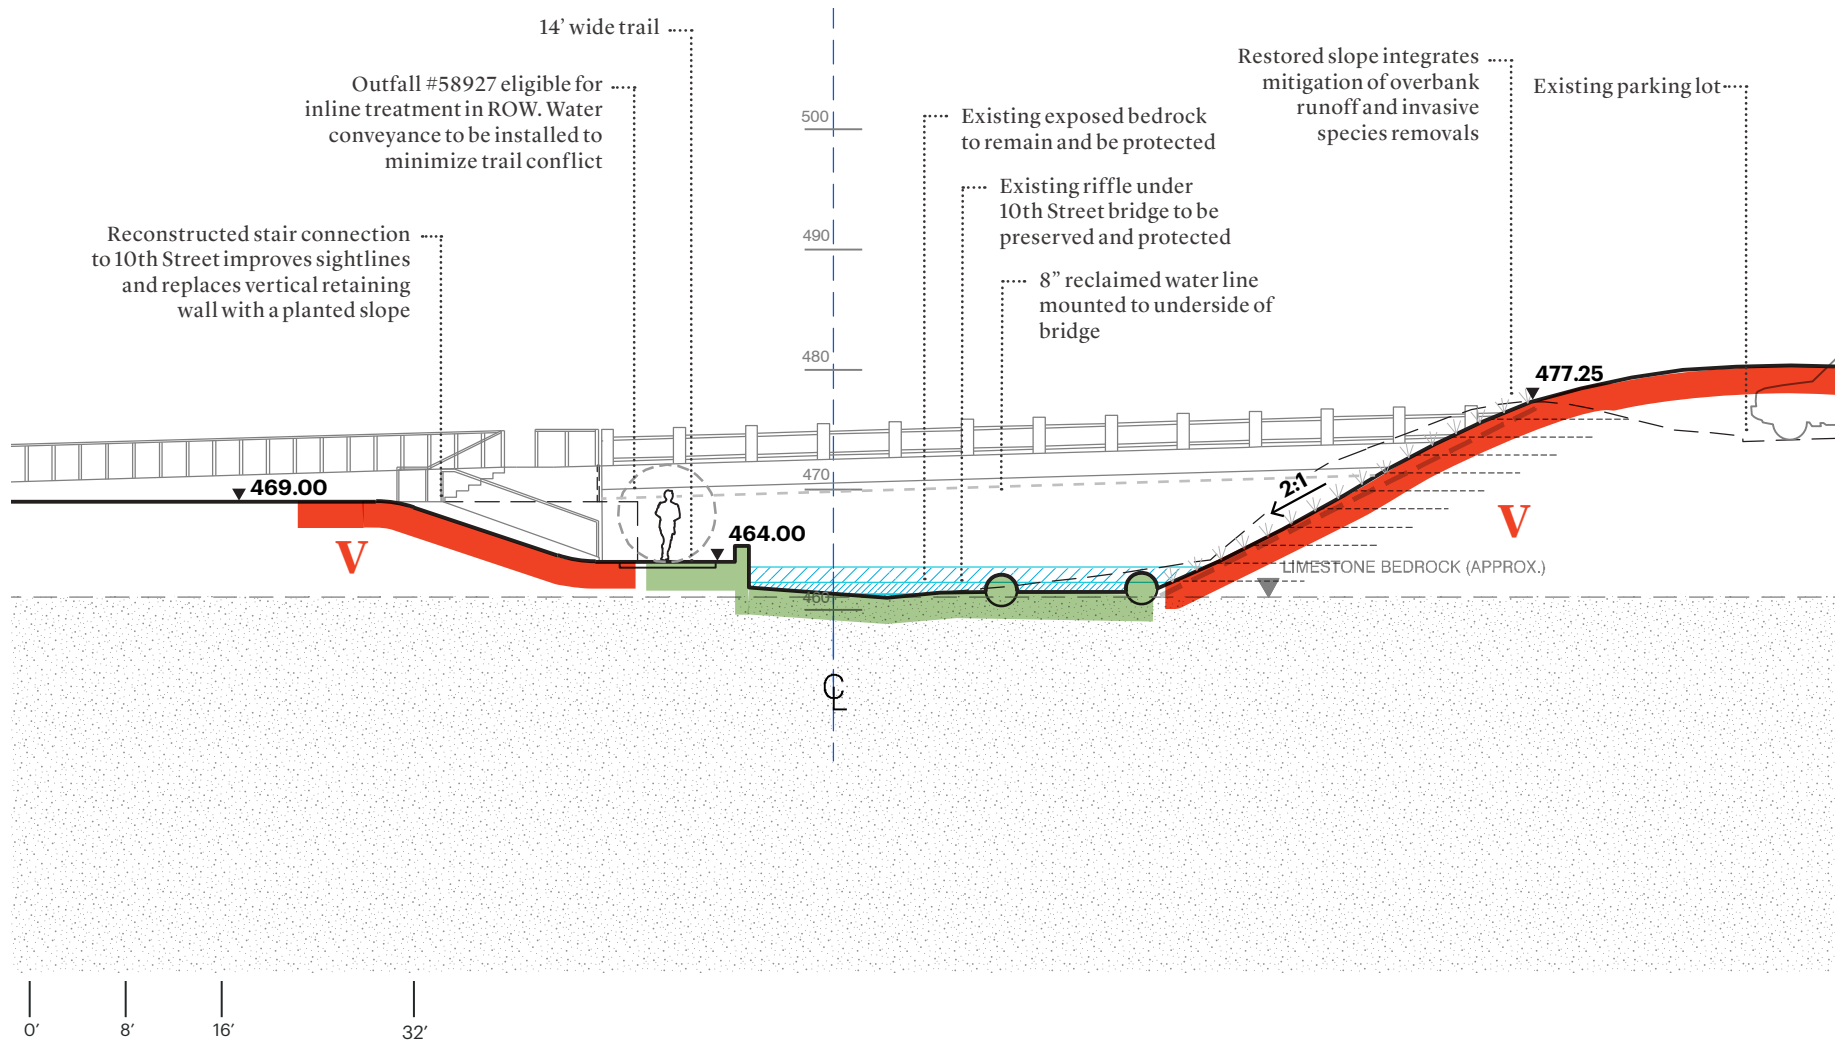 14’ wide trail
Outfall #58927 eligible for
inline treatment in ROW. Water
conveyance to be installed to
minimize trail conflict
Reconstructed stair connection
to 10th Street improves sightlines
and replaces vertical retaining
wall with a planted slope
Existing exposed bedrock
to remain and be protected
Existing riffle under
10th Street bridge to be
preserved and protected
8” reclaimed water line
mounted to underside of
bridge
Restored slope integrates
mitigation of overbank
runoff and invasive
species removals
Existing parking lot
500
490
480
470
460
477.25
469.00
464.00
2:1
V
V
LIMESTONE BEDROCK (APPROX.)
CL
0’
8’
16’
32’